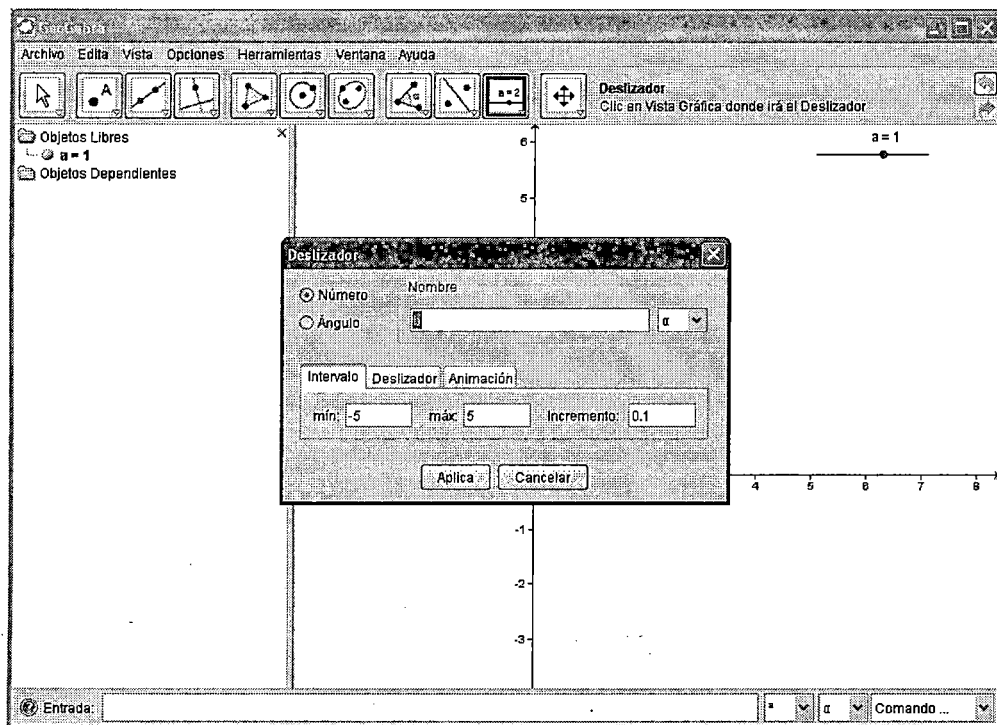 GeoGebra
Archivo Edita Vista Opciones Herramientas Ventana Ayuda
A
α
a = 2
Deslizador
Clic en Vista Gráfica donde irá el Deslizador
Objetos Libres
a = 1
Objetos Dependientes
a = 1
6
5
Deslizador
Número
Ángulo
Nombre
α
Intervalo Deslizador Animación
mín: -5 máx: 5 Incremento: 0.1
Aplica Cancelar
4 5 6 7 8
-1
-2
-3
Entrada: α Comando ...